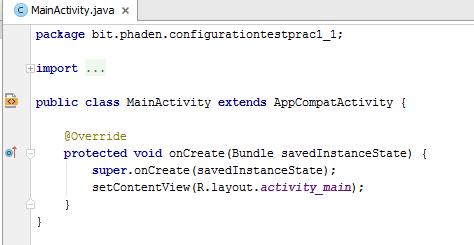 MainActivity.java ×
package bit.phaden.configurationtestprac1_1;
import ...
public class MainActivity extends AppCompatActivity {
@Override
protected void onCreate(Bundle savedInstanceState) {
super.onCreate(savedInstanceState);
setContentView(R.layout.activity_main);
}
}